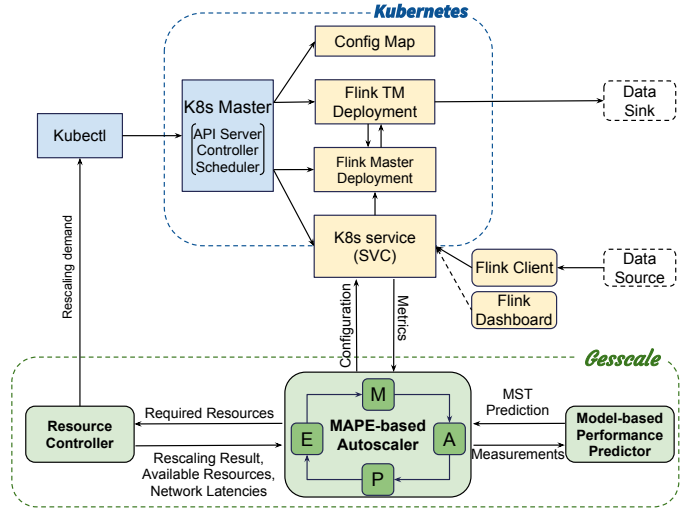 Kubernetes
Config Map
K8s Master
API Server
Controller
Scheduler
Flink TM
Deployment
Data
Sink
Kubectl
Flink Master
Deployment
K8s service
(SVC)
Flink Client
Data
Source
Flink
Dashboard
Rescaling demand
Configuration
Metrics
Gesscale
Resource
Controller
Required Resources
Rescaling Result,
Available Resources,
Network Latencies
MAPE-based
Autoscaler
M
A
P
E
MST
Prediction
Measurements
Model-based
Performance
Predictor